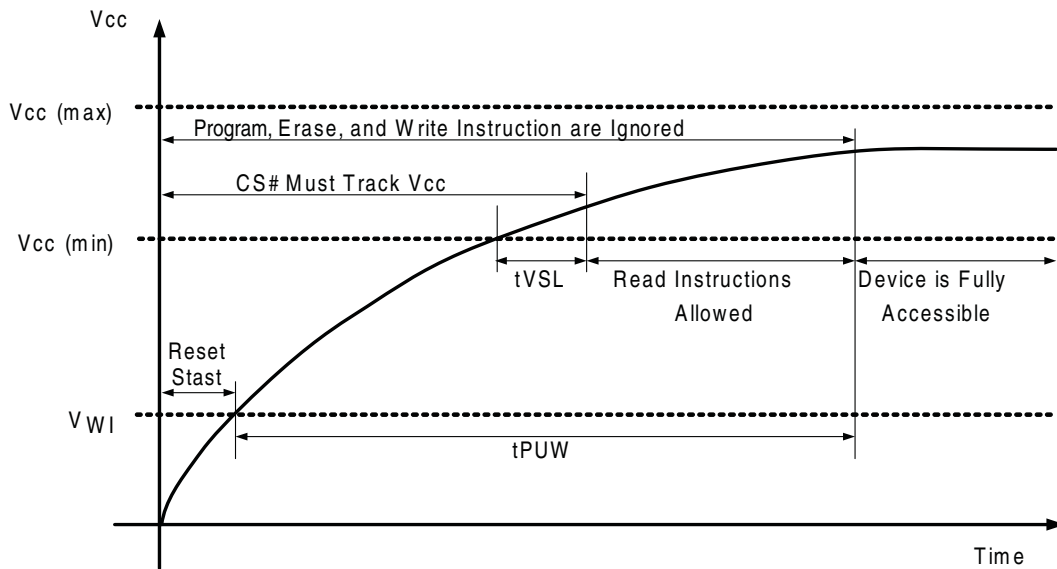 Vcc
Vcc (max)
Program, Erase, and Write Instruction are Ignored
CS# Must Track Vcc
Vcc (min)
tVSL
Read Instructions
Allowed
Device is Fully
Accessible
Reset
Stast
VWI
tPUW
Time